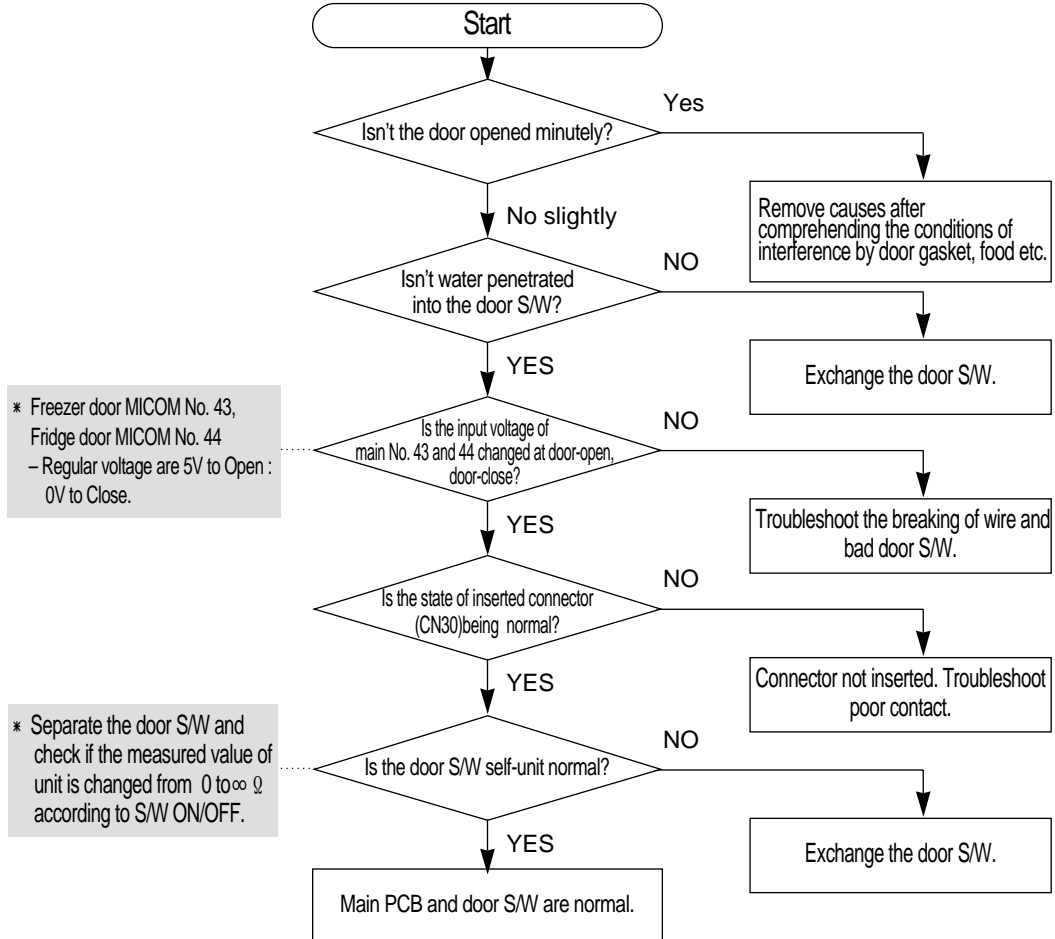 Start
Isn't the door opened minutely?
Yes
Remove causes after
comprehending the conditions of
interference by door gasket, food etc.
No slightly
Isn't water penetrated
into the door S/W?
NO
Exchange the door S/W.
YES
* Freezer door MICOM No. 43,
Fridge door MICOM No. 44
– Regular voltage are 5V to Open :
0V to Close.
Is the input voltage of
main No. 43 and 44 changed at door-open,
door-close?
NO
Troubleshoot the breaking of wire and
bad door S/W.
YES
Is the state of inserted connector
(CN30)being normal?
NO
Connector not inserted. Troubleshoot
poor contact.
YES
* Separate the door S/W and
check if the measured value of
unit is changed from 0 to∞ Ω
according to S/W ON/OFF.
Is the door S/W self-unit normal?
NO
Exchange the door S/W.
YES
Main PCB and door S/W are normal.